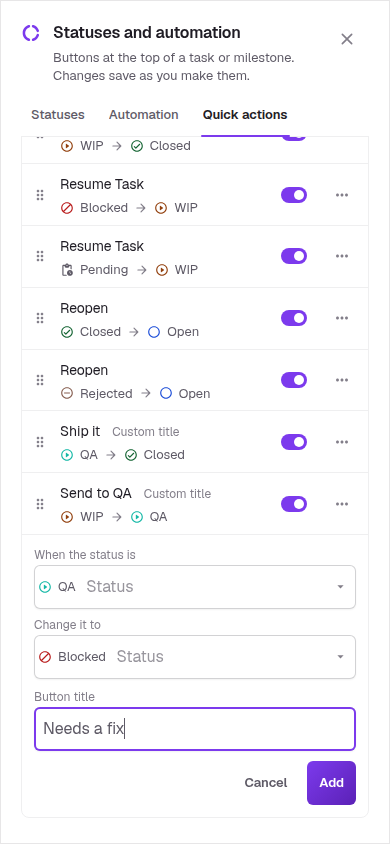 Statuses and automation
Buttons at the top of a task or milestone.
Changes save as you make them.
Statuses Automation Quick actions
WIP → Closed
Resume Task
Blocked → WIP
Resume Task
Pending → WIP
Reopen
Closed → Open
Reopen
Rejected → Open
Ship it Custom title
QA → Closed
Send to QA Custom title
WIP → QA
When the status is
QA Status
Change it to
Blocked Status
Button title
Needs a fix
Cancel Add